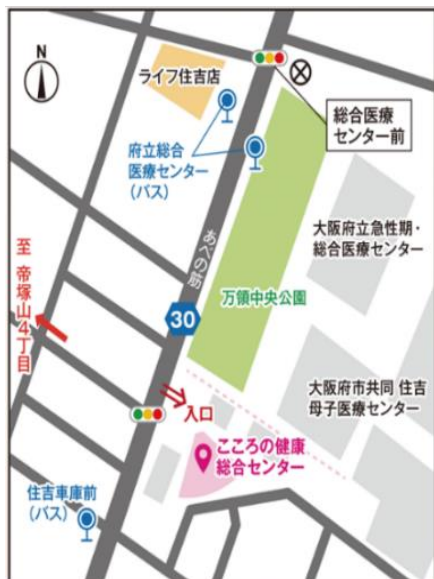 N
ライフ住吉店
総合医療
センター前
府立総合
医療センター
(バス)
大阪府立急性期・
総合医療センター
あべの筋
至 帝塚山4丁目
万領中央公園
30
大阪府市共同 住吉
母子医療センター
入口
こころの健康
総合センター
住吉車庫前
(バス)